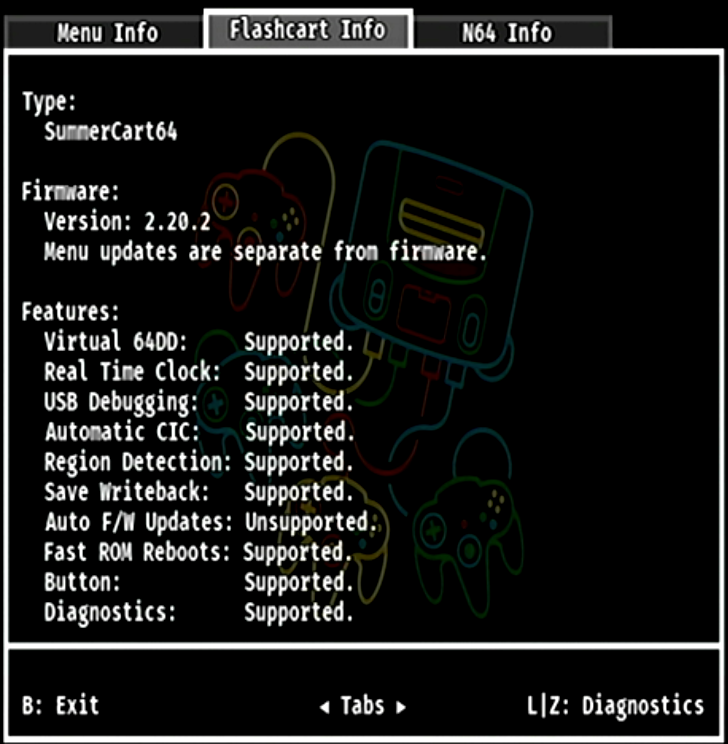 Menu Info
Flashcart Info
N64 Info
Type:
SummerCart64
Firmware:
Version: 2.20.2
Menu updates are separate from firmware.
Features:
Virtual 64DD: Supported.
Real Time Clock: Supported.
USB Debugging: Supported.
Automatic CIC: Supported.
Region Detection: Supported.
Save Writeback: Supported.
Auto F/W Updates: Unsupported.
Fast ROM Reboots: Supported.
Button: Supported.
Diagnostics: Supported.
B: Exit
◄ Tabs ►
L|Z: Diagnostics